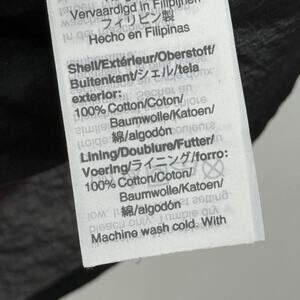 Vervaardigd in Filipijnen
フィリピン製
Hecho en Filipinas
Shell/Extérieur/Oberstoff/
Buitenkant/シェル/tela
exterior:
100% Cotton/Coton/
Baumwolle/Katoen/
綿/algodón
Lining/Doublure/Futter/
Voering/ライニング/forro:
100% Cotton/Coton/
Baumwolle/Katoen/
綿/algodón
Machine wash cold. With